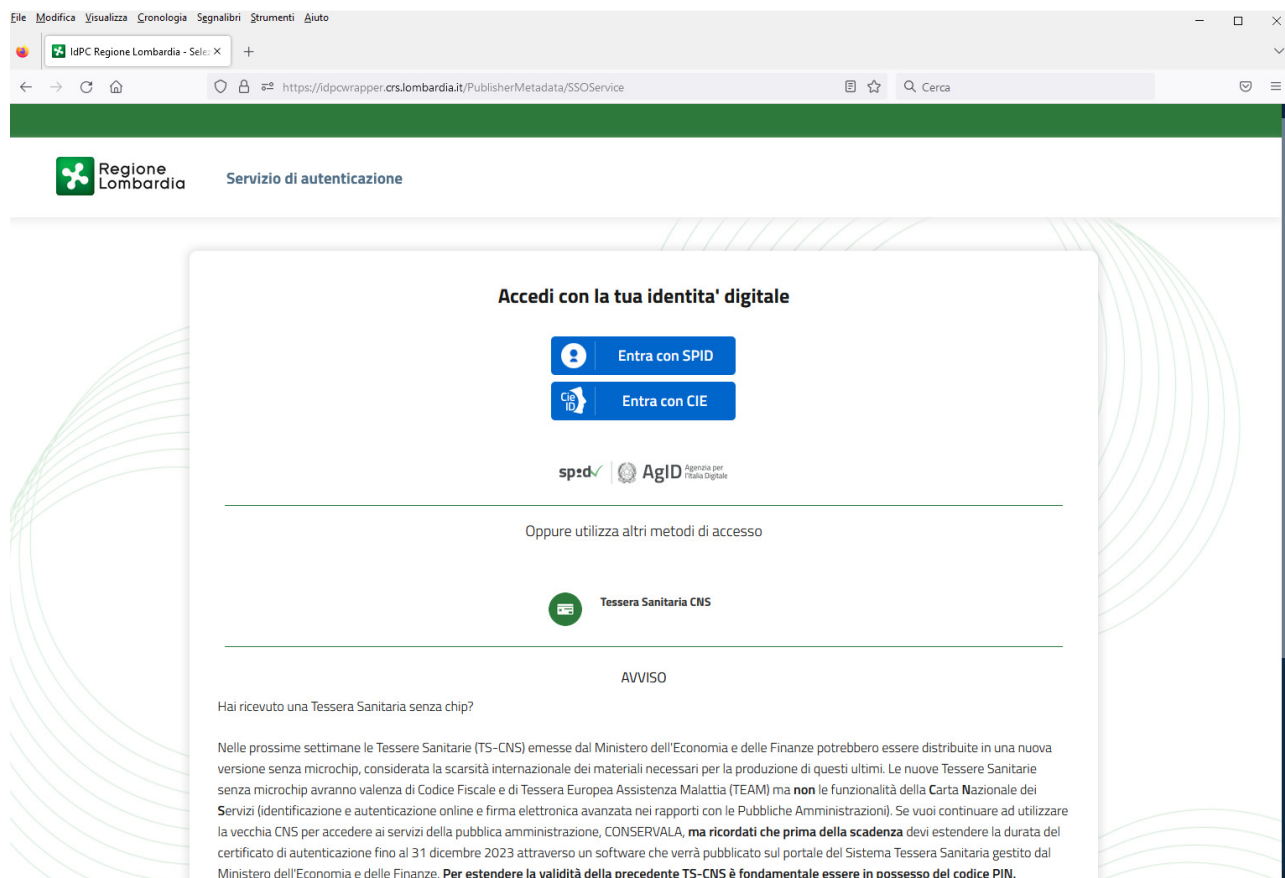 File Modifica Visualizza Cronologia Segnalibri Strumenti Aiuto
IdPC Regione Lombardia - Sele
https://idpcwrapper.crs.lombardia.it/PublisherMetadata/SSOService
Cerca
Regione
Lombardia
Servizio di autenticazione
Accedi con la tua identita' digitale
Entra con SPID
Cie
ID
Entra con CIE
spid
AgID
Agenzia per
l'Italia Digitale
Oppure utilizza altri metodi di accesso
Tessera Sanitaria CNS
AVVISO
Hai ricevuto una Tessera Sanitaria senza chip?
Nelle prossime settimane le Tessere Sanitarie (TS-CNS) emesse dal Ministero dell'Economia e delle Finanze potrebbero essere distribuite in una nuova
versione senza microchip, considerata la scarsità internazionale dei materiali necessari per la produzione di questi ultimi. Le nuove Tessere Sanitarie
senza microchip avranno valenza di Codice Fiscale e di Tessera Europea Assistenza Malattia (TEAM) ma non le funzionalità della Carta Nazionale dei
Servizi (identificazione e autenticazione online e firma elettronica avanzata nei rapporti con le Pubbliche Amministrazioni). Se vuoi continuare ad utilizzare
la vecchia CNS per accedere ai servizi della pubblica amministrazione, CONSERVALA, ma ricordati che prima della scadenza devi estendere la durata del
certificato di autenticazione fino al 31 dicembre 2023 attraverso un software che verrà pubblicato sul portale del Sistema Tessera Sanitaria gestito dal
Ministero dell'Economia e delle Finanze. Per estendere la validità della precedente TS-CNS è fondamentale essere in possesso del codice PIN.